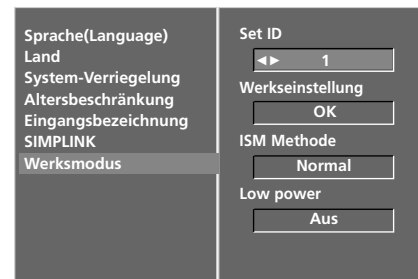 Sprache(Language)
Land
System-Verriegelung
Altersbeschränkung
Eingangsbezeichnung
SIMPLINK
Werksmodus
Set ID
◄► 1
Werkseinstellung
OK
ISM Methode
Normal
Low power
Aus